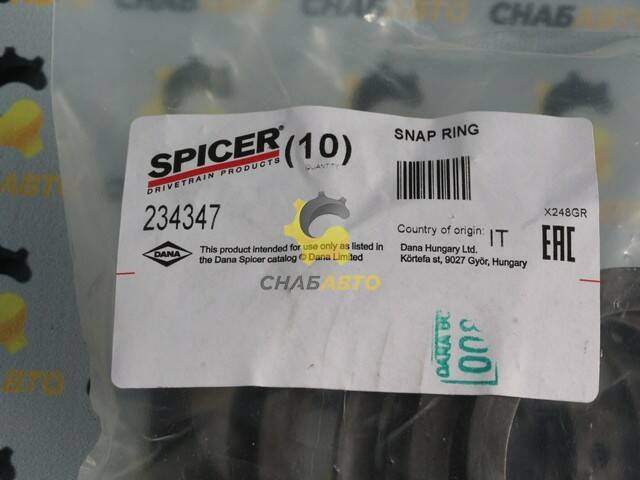 СНАБАВТО
SPICER® (10) SNAP RING
DRIVETRAIN PRODUCTS QUANTITY
234347
X248GR
Country of origin: IT
EAC
DANA
This product intended for use only as listed in
the Dana Spicer catalog © Dana Limited
Dana Hungary Ltd.
Körtefa st, 9027 Győr, Hungary
СНАБАВТО
DANA
300
АВТО